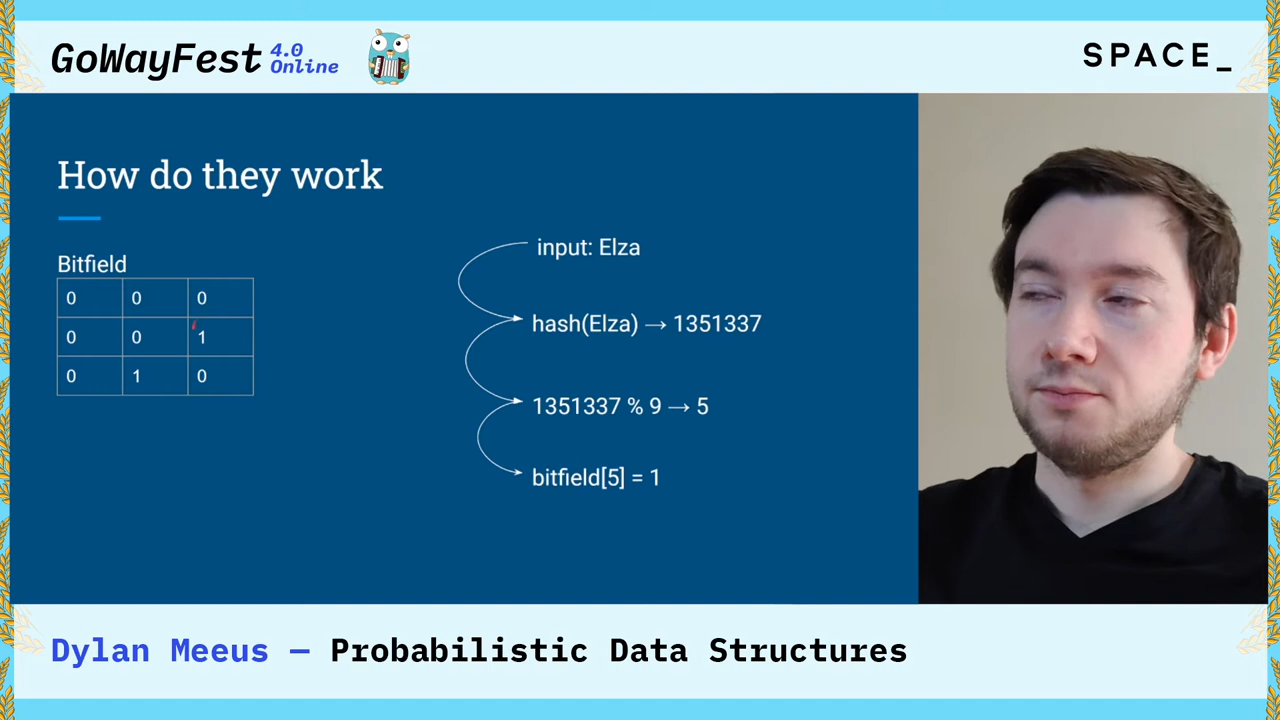 GoWayFest 4.0 Online
SPACE_
How do they work
Bitfield
0 0 0
0 0 1
0 1 0
input: Elza
hash(Elza) → 1351337
1351337 % 9 → 5
bitfield[5] = 1
Dylan Meeus — Probabilistic Data Structures